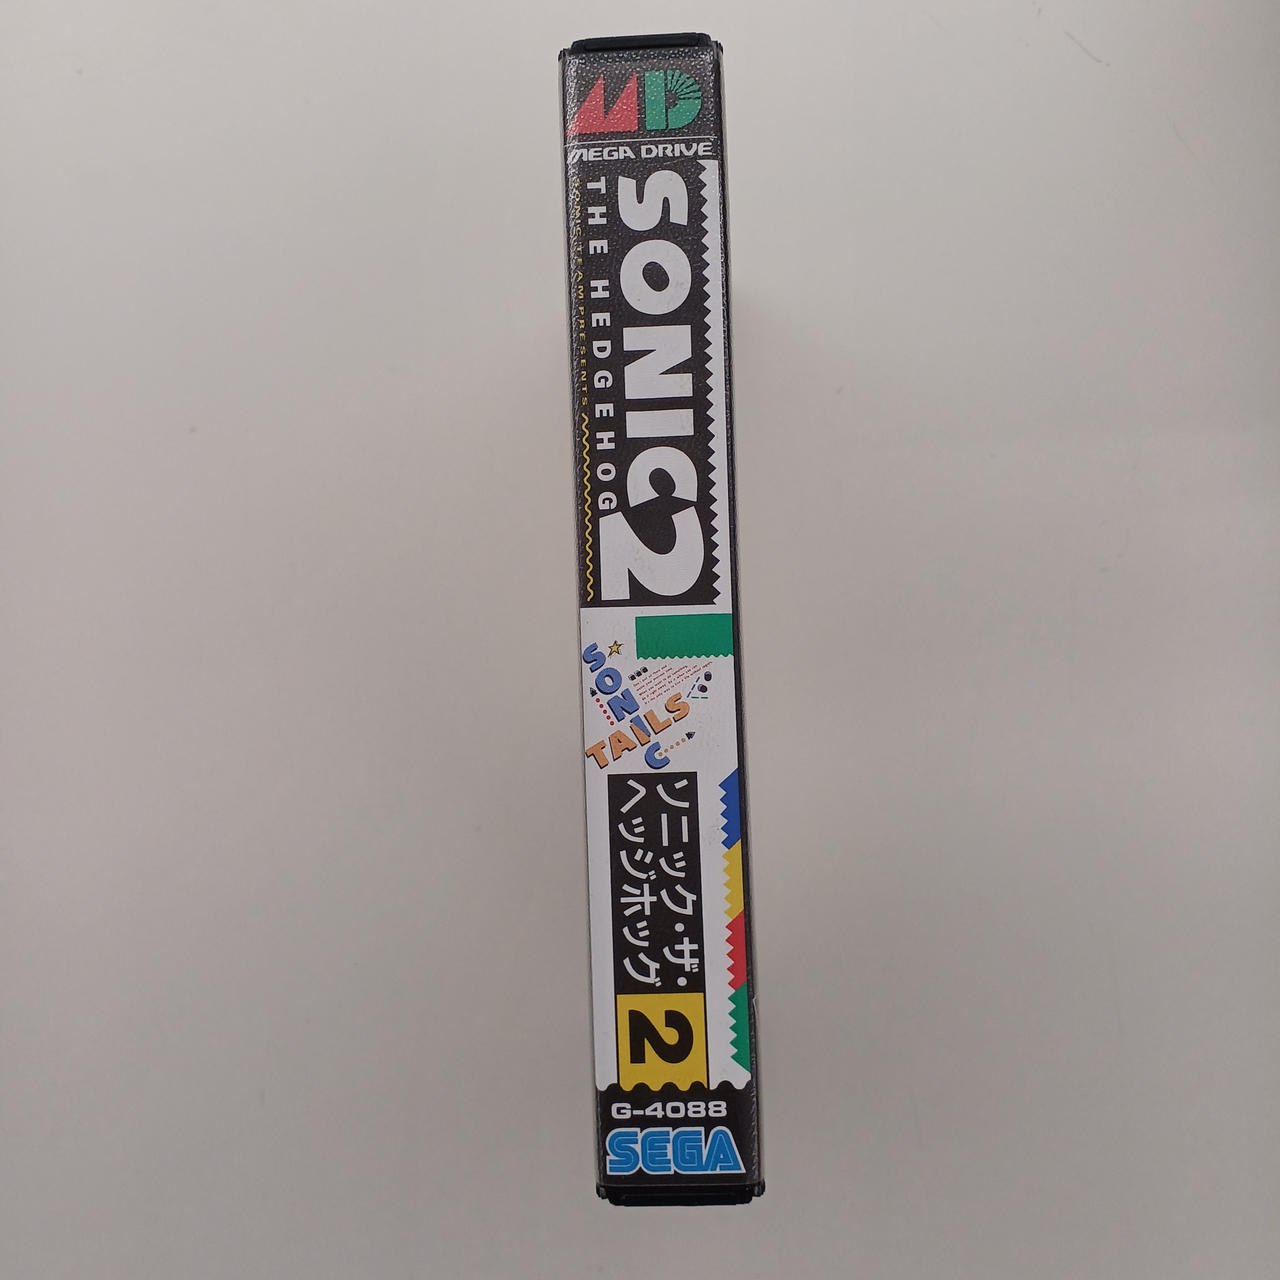 MD
MEGA DRIVE
SONIC 2
THE HEDGEHOG
SONIC TEAM PRESENTS
SONIC
TAILS
ソニック・ザ・
ヘッジホッグ
2
G-4088
SEGA